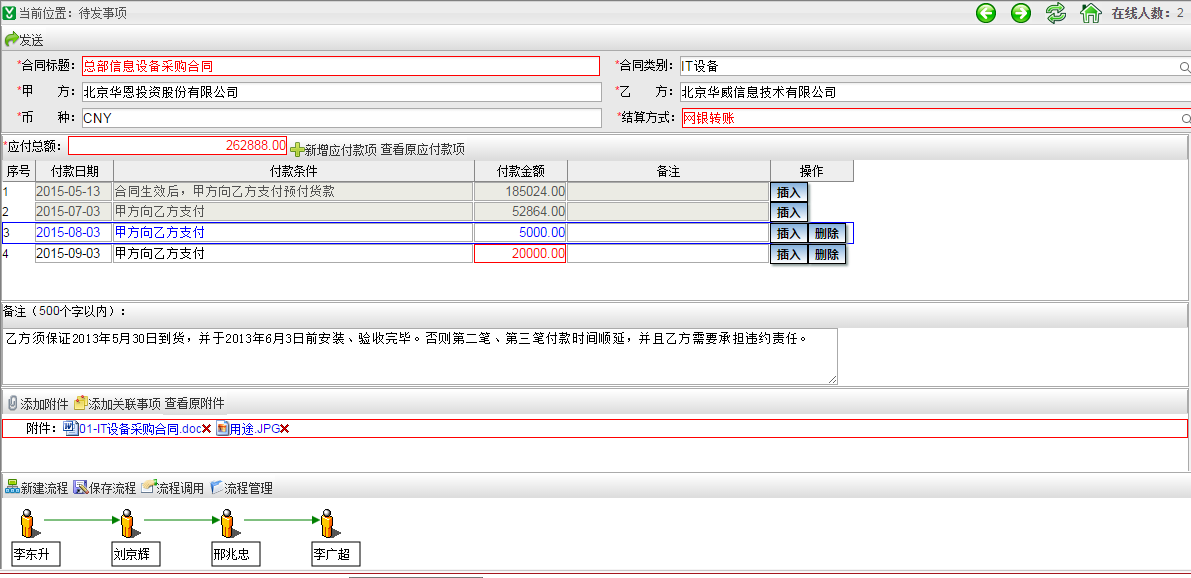 当前位置：待发事项 在线人数：2
发送
*合同标题：总部信息设备采购合同 *合同类别：IT设备
*甲 方：北京华恩投资股份有限公司 *乙 方：北京华威信息技术有限公司
*币 种：CNY *结算方式：网银转账
*应付总额：262888.00 新增应付款项 查看原应付款项
序号 付款日期 付款条件 付款金额 备注 操作
1 2015-05-13 合同生效后，甲方向乙方支付预付货款 185024.00 插入
2 2015-07-03 甲方向乙方支付 52864.00 插入
3 2015-08-03 甲方向乙方支付 5000.00 插入 删除
4 2015-09-03 甲方向乙方支付 20000.00 插入 删除
备注（500个字以内）：
乙方须保证2013年5月30日到货，并于2013年6月3日前安装、验收完毕。否则第二笔、第三笔付款时间顺延，并且乙方需要承担违约责任。
添加附件 添加关联事项 查看原附件
附件：01-IT设备采购合同.doc 用途.JPG
新建流程 保存流程 流程调用 流程管理
李东升 刘京辉 邢兆忠 李广超